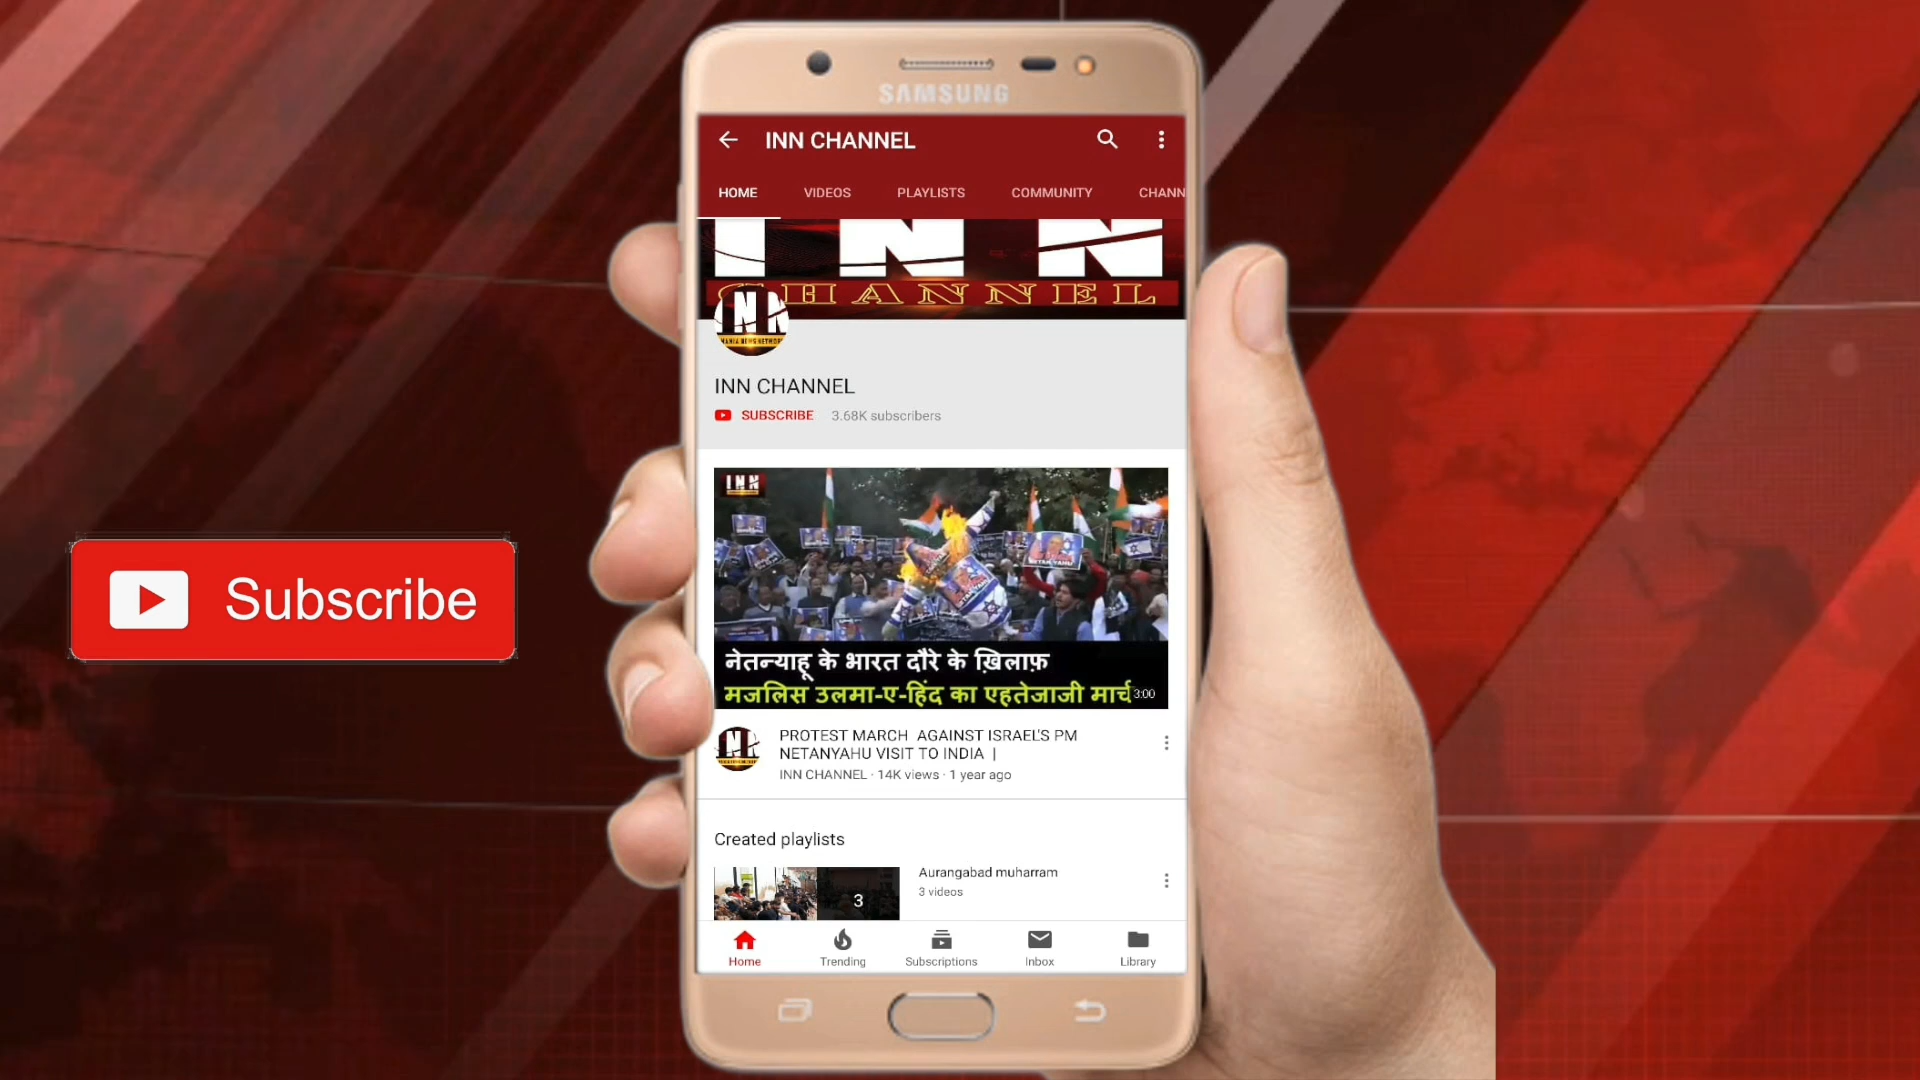 SAMSUNG
INN CHANNEL
HOME VIDEOS PLAYLISTS COMMUNITY CHANN
I N N
CHANNEL
INN
INN CHANNEL
SUBSCRIBE 3.68K subscribers
Subscribe
INN
नेतन्याहू के भारत दौरे के ख़िलाफ़
मजलिस उलमा-ए-हिंद का एहतेजाजी मार्च 3:00
PROTEST MARCH AGAINST ISRAEL'S PM
NETANYAHU VISIT TO INDIA |
INN CHANNEL · 14K views · 1 year ago
Created playlists
Aurangabad muharram
3 videos
3
Home Trending Subscriptions Inbox Library